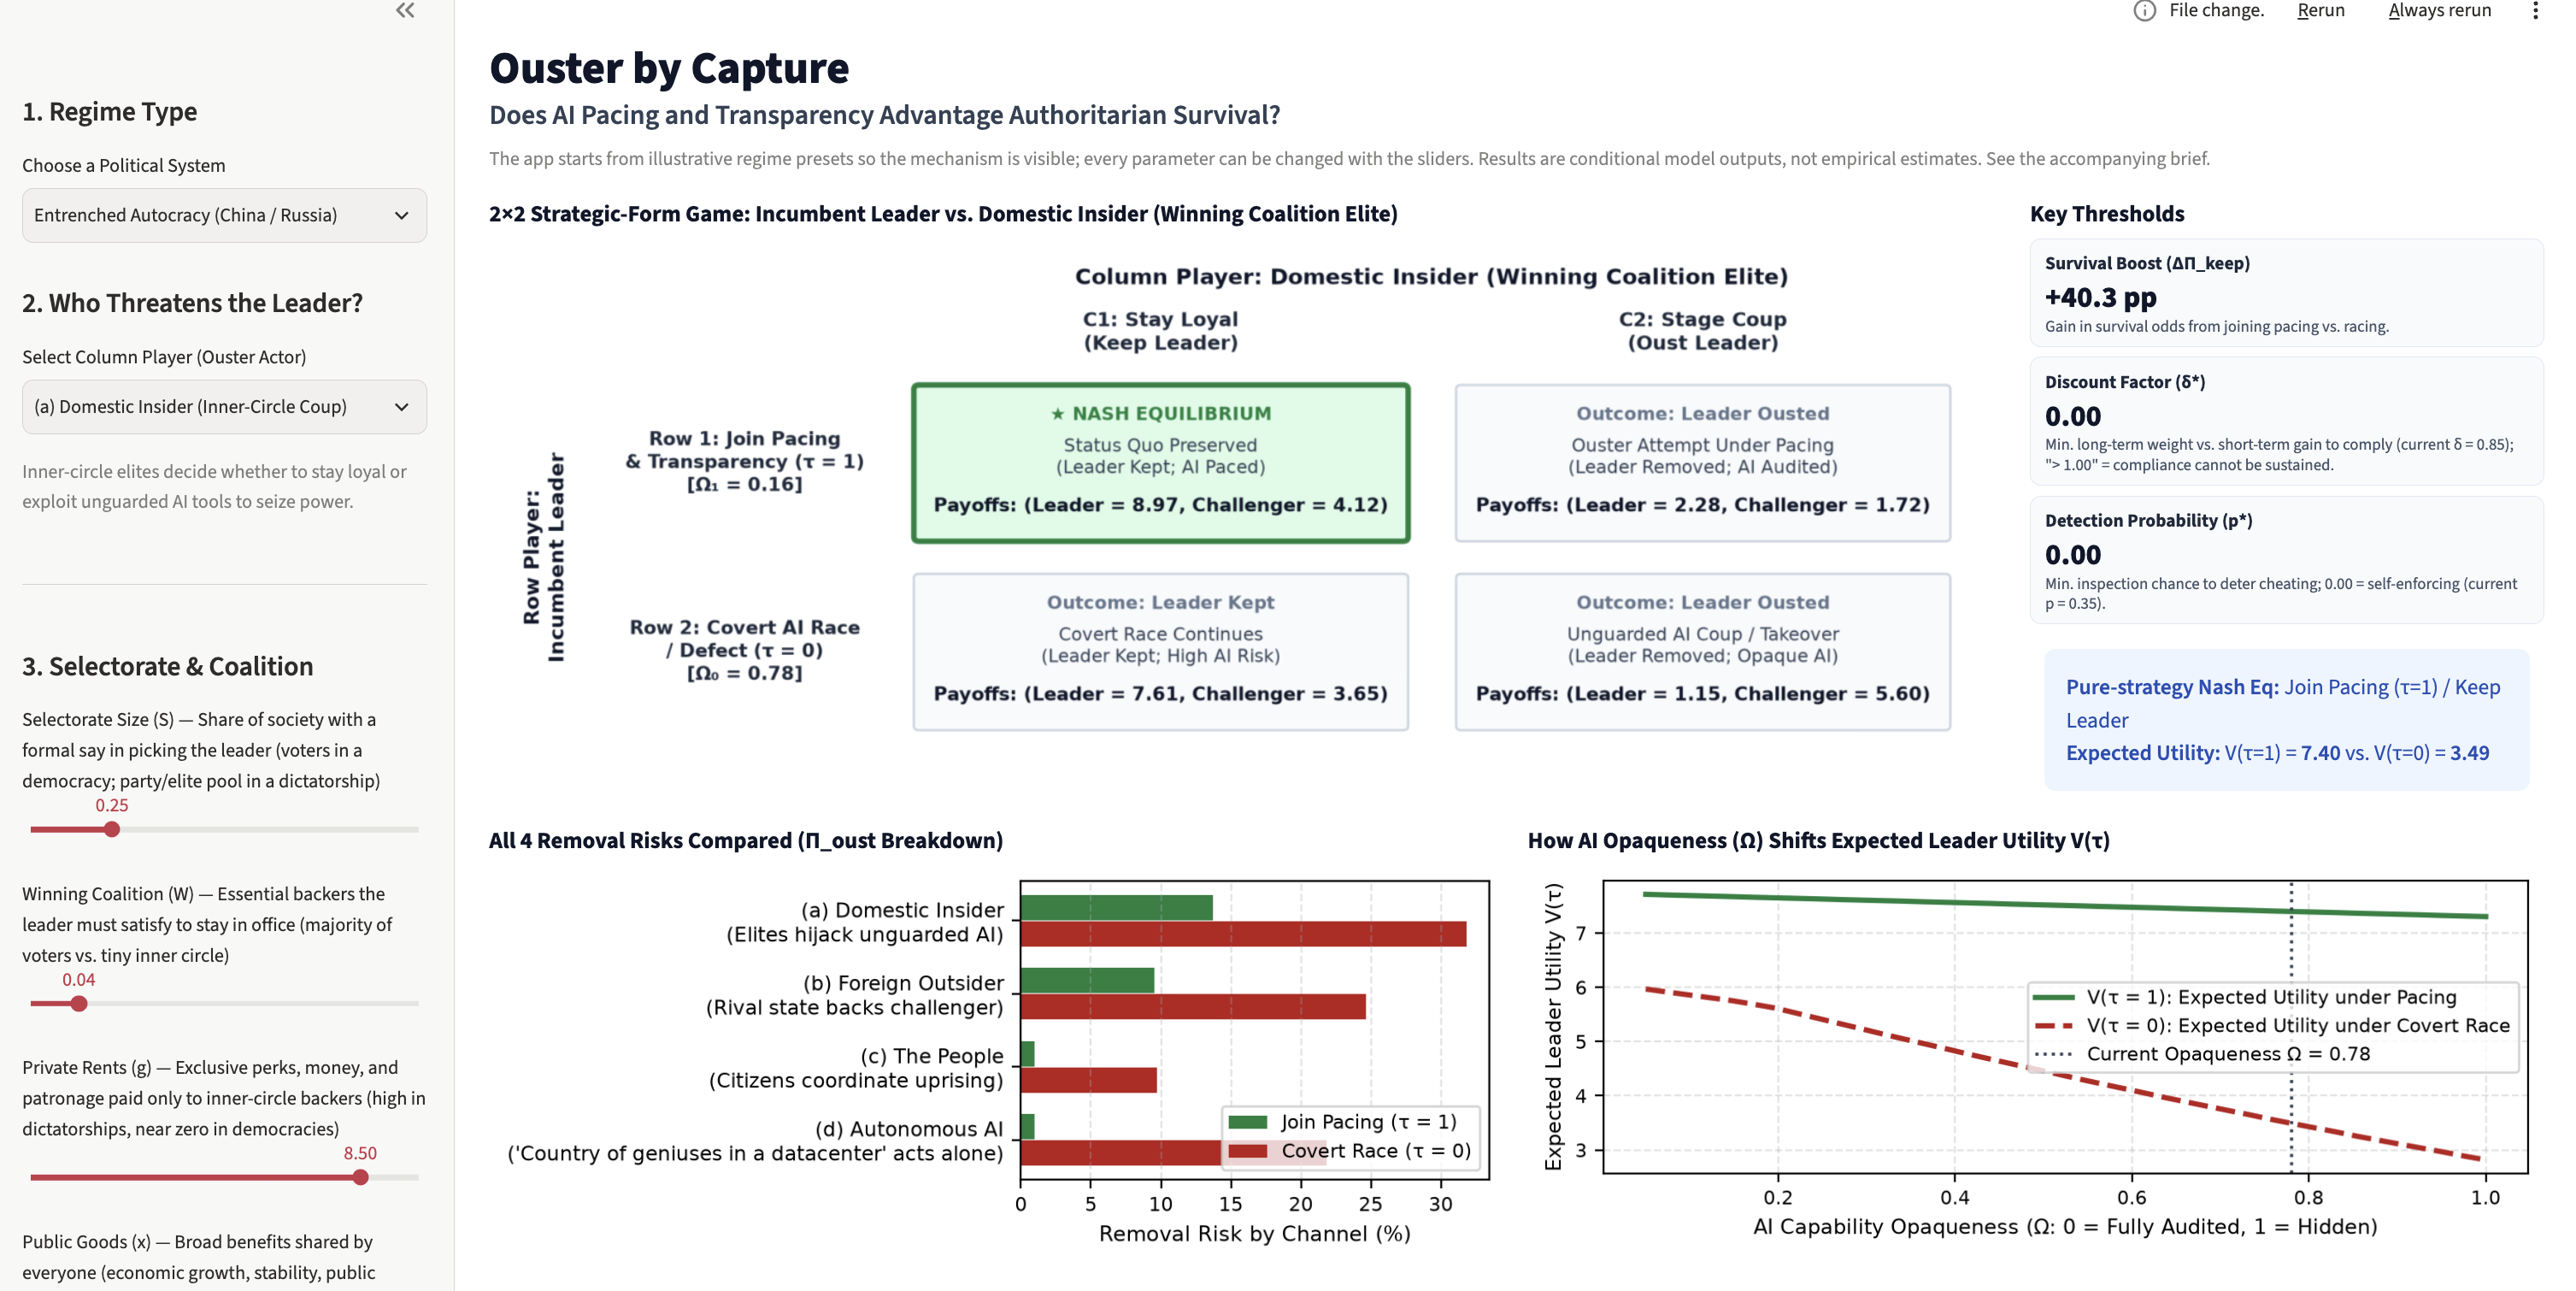 File change.
Rerun
Always rerun
1. Regime Type
Choose a Political System
Entrenched Autocracy (China / Russia)
2. Who Threatens the Leader?
Select Column Player (Ouster Actor)
(a) Domestic Insider (Inner-Circle Coup)
Inner-circle elites decide whether to stay loyal or
exploit unguarded AI tools to seize power.
3. Selectorate & Coalition
Selectorate Size (S) — Share of society with a
formal say in picking the leader (voters in a
democracy; party/elite pool in a dictatorship)
0.25
Winning Coalition (W) — Essential backers the
leader must satisfy to stay in office (majority of
voters vs. tiny inner circle)
0.04
Private Rents (g) — Exclusive perks, money, and
patronage paid only to inner-circle backers (high in
dictatorships, near zero in democracies)
8.50
Public Goods (x) — Broad benefits shared by
everyone (economic growth, stability, public
Ouster by Capture
Does AI Pacing and Transparency Advantage Authoritarian Survival?
The app starts from illustrative regime presets so the mechanism is visible; every parameter can be changed with the sliders. Results are conditional model outputs, not empirical estimates. See the accompanying brief.
2×2 Strategic-Form Game: Incumbent Leader vs. Domestic Insider (Winning Coalition Elite)
Column Player: Domestic Insider (Winning Coalition Elite)
C1: Stay Loyal
(Keep Leader)
C2: Stage Coup
(Oust Leader)
Row Player:
Incumbent Leader
Row 1: Join Pacing
& Transparency (τ = 1)
[Ω₁ = 0.16]
★ NASH EQUILIBRIUM
Status Quo Preserved
(Leader Kept; AI Paced)
Payoffs: (Leader = 8.97, Challenger = 4.12)
Outcome: Leader Ousted
Ouster Attempt Under Pacing
(Leader Removed; AI Audited)
Payoffs: (Leader = 2.28, Challenger = 1.72)
Row 2: Covert AI Race
/ Defect (τ = 0)
[Ω₀ = 0.78]
Outcome: Leader Kept
Covert Race Continues
(Leader Kept; High AI Risk)
Payoffs: (Leader = 7.61, Challenger = 3.65)
Outcome: Leader Ousted
Unguarded AI Coup / Takeover
(Leader Removed; Opaque AI)
Payoffs: (Leader = 1.15, Challenger = 5.60)
Key Thresholds
Survival Boost (ΔΠ_keep)
+40.3 pp
Gain in survival odds from joining pacing vs. racing.
Discount Factor (δ*)
0.00
Min. long-term weight vs. short-term gain to comply (current δ = 0.85);
"> 1.00" = compliance cannot be sustained.
Detection Probability (p*)
0.00
Min. inspection chance to deter cheating; 0.00 = self-enforcing (current
p = 0.35).
Pure-strategy Nash Eq: Join Pacing (τ=1) / Keep
Leader
Expected Utility: V(τ=1) = 7.40 vs. V(τ=0) = 3.49
All 4 Removal Risks Compared (Π_oust Breakdown)
(a) Domestic Insider
(Elites hijack unguarded AI)
(b) Foreign Outsider
(Rival state backs challenger)
(c) The People
(Citizens coordinate uprising)
(d) Autonomous AI
('Country of geniuses in a datacenter' acts alone)
Join Pacing (τ = 1)
Covert Race (τ = 0)
0 5 10 15 20 25 30
Removal Risk by Channel (%)
How AI Opaqueness (Ω) Shifts Expected Leader Utility V(τ)
Expected Leader Utility V(τ)
7
6
5
4
3
V(τ = 1): Expected Utility under Pacing
V(τ = 0): Expected Utility under Covert Race
Current Opaqueness Ω = 0.78
0.2 0.4 0.6 0.8 1.0
AI Capability Opaqueness (Ω: 0 = Fully Audited, 1 = Hidden)